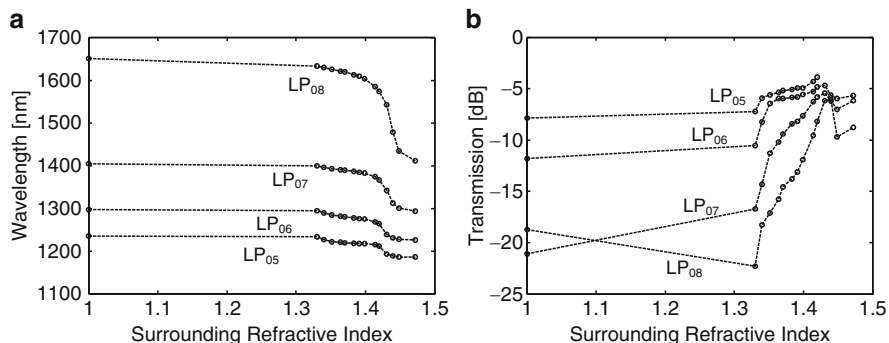 a
1700
1600
1500
1400
1300
1200
1100
Wavelength [nm]
LP08
LP07
LP06
LP05
1 1.1 1.2 1.3 1.4 1.5
Surrounding Refractive Index
b
0
−5
−10
−15
−20
−25
Transmission [dB]
LP05
LP06
LP07
LP08
1 1.1 1.2 1.3 1.4 1.5
Surrounding Refractive Index